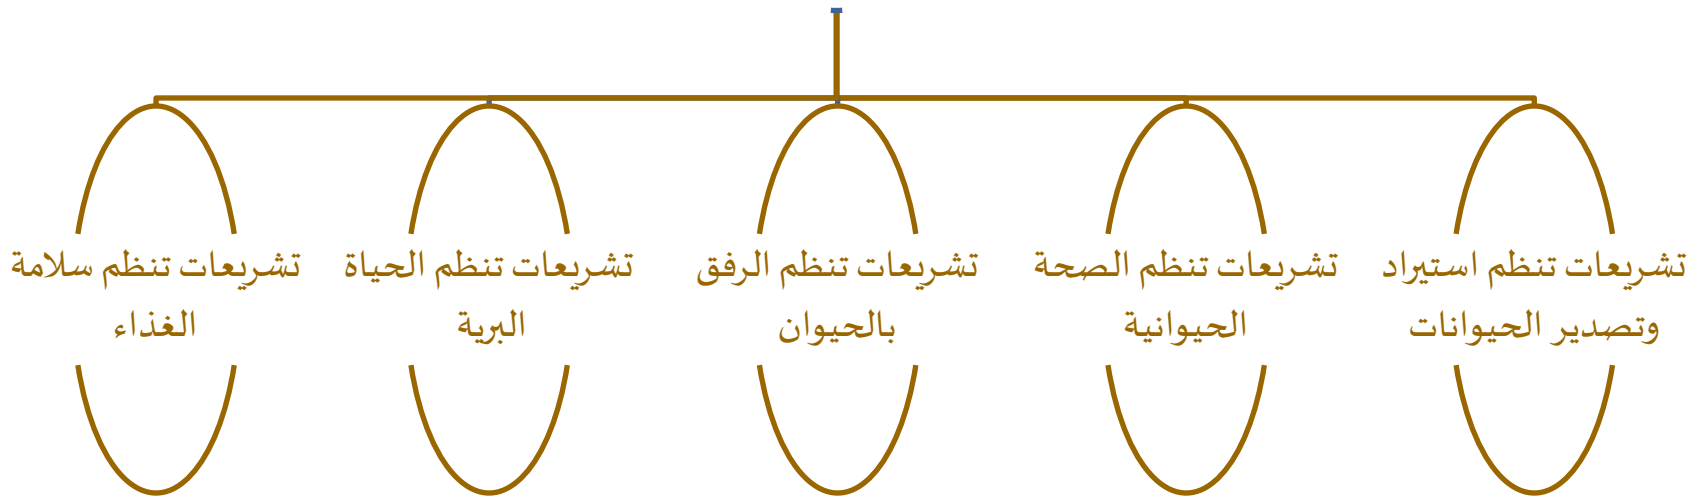 تشريعات تنظم استيراد
وتصدير الحيوانات
تشريعات تنظم الصحة
الحيوانية
تشريعات تنظم الرفق
بالحيوان
تشريعات تنظم الحياة
البرية
تشريعات تنظم سلامة
الغذاء